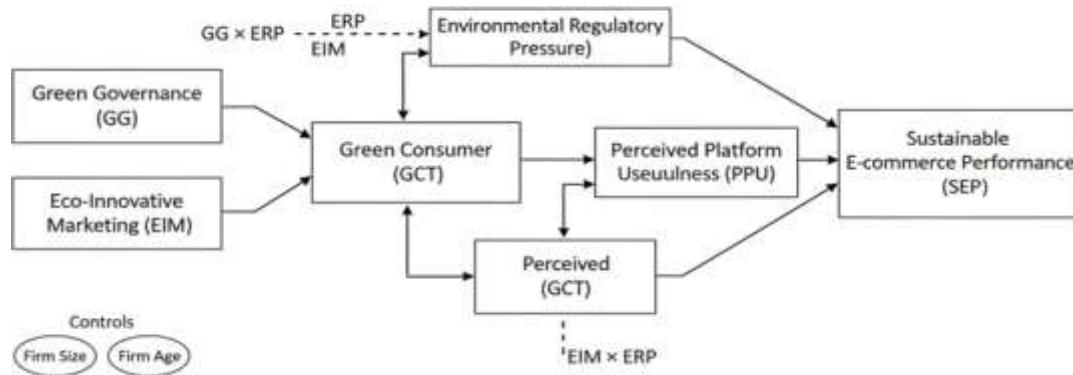 GG × ERP
ERP
EIM
Environmental Regulatory
Pressure)
Green Governance
(GG)
Eco-Innovative
Marketing (EIM)
Green Consumer
(GCT)
Perceived Platform
Useuulness (PPU)
Sustainable
E-commerce Performance
(SEP)
Perceived
(GCT)
EIM × ERP
Controls
Firm Size
Firm Age